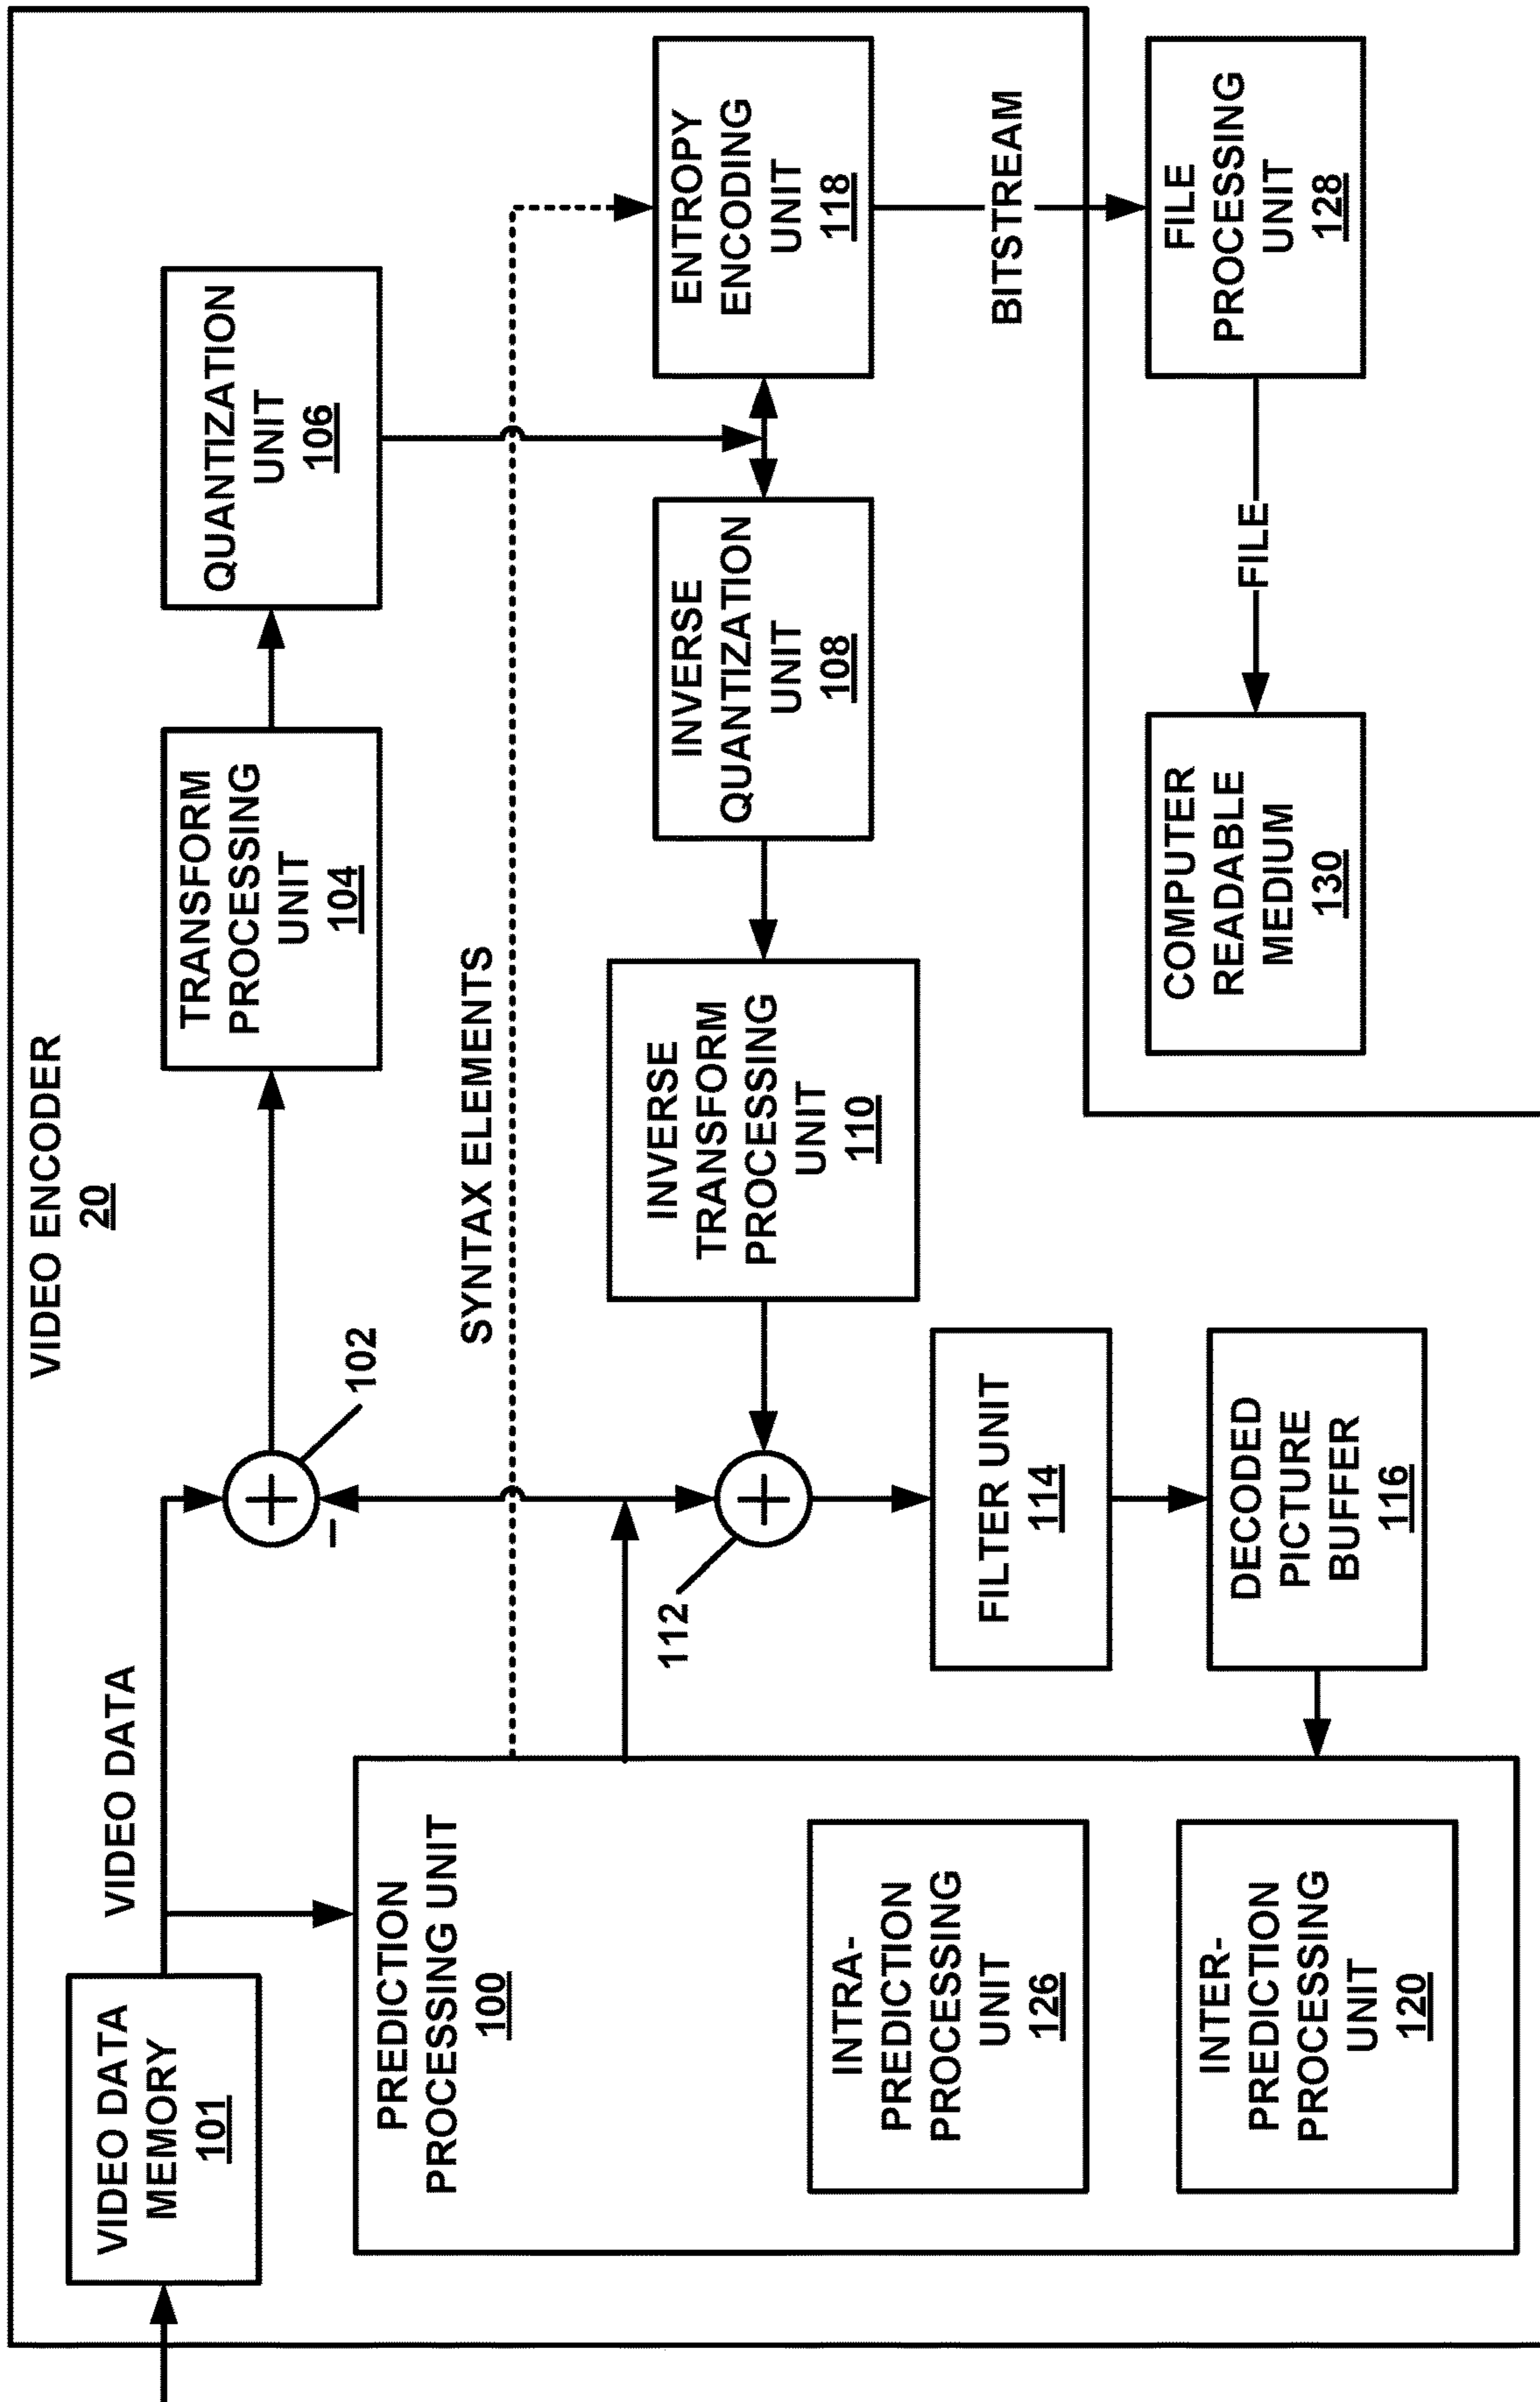 VIDEO ENCODER
20
VIDEO DATA
MEMORY
101
VIDEO DATA
102
−
TRANSFORM
PROCESSING
UNIT
104
QUANTIZATION
UNIT
106
PREDICTION
PROCESSING UNIT
100
SYNTAX ELEMENTS
112
INVERSE
TRANSFORM
PROCESSING
UNIT
110
INVERSE
QUANTIZATION
UNIT
108
ENTROPY
ENCODING
UNIT
118
INTRA-
PREDICTION
PROCESSING
UNIT
126
FILTER UNIT
114
BITSTREAM
INTER-
PREDICTION
PROCESSING
UNIT
120
DECODED
PICTURE
BUFFER
116
COMPUTER
READABLE
MEDIUM
130
FILE
FILE
PROCESSING
UNIT
128